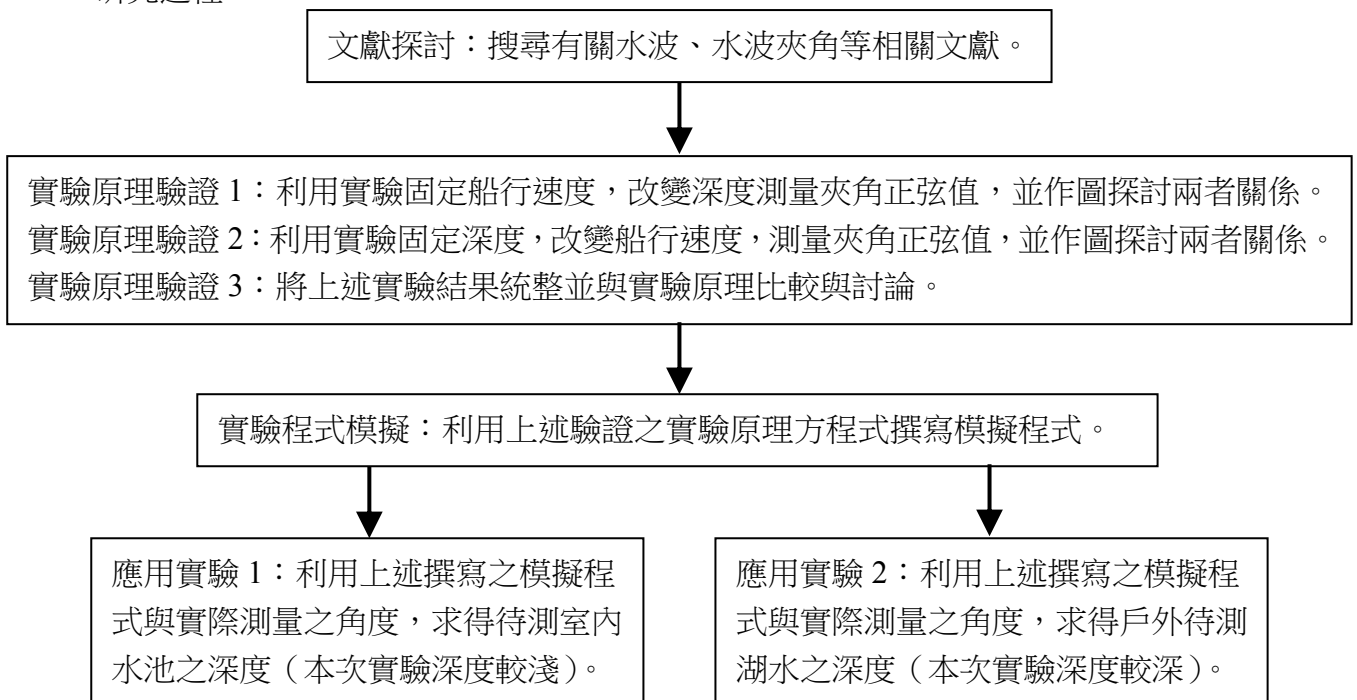 文獻探討：搜尋有關水波、水波夾角等相關文獻。
實驗原理驗證 1：利用實驗固定船行速度，改變深度測量夾角正弦值，並作圖探討兩者關係。
實驗原理驗證 2：利用實驗固定深度，改變船行速度，測量夾角正弦值，並作圖探討兩者關係。
實驗原理驗證 3：將上述實驗結果統整並與實驗原理比較與討論。
實驗程式模擬：利用上述驗證之實驗原理方程式撰寫模擬程式。
應用實驗 1：利用上述撰寫之模擬程
式與實際測量之角度，求得待測室內
水池之深度（本次實驗深度較淺）。
應用實驗 2：利用上述撰寫之模擬程
式與實際測量之角度，求得戶外待測
湖水之深度（本次實驗深度較深）。